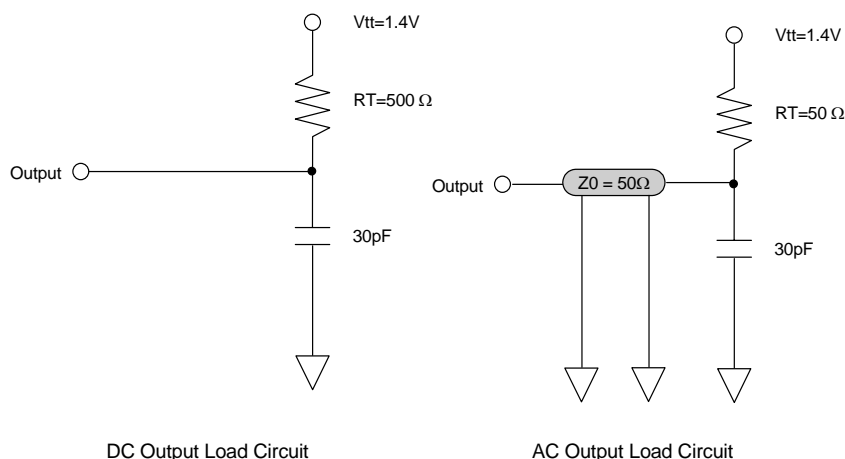 Vtt=1.4V
RT=500 Ω
Output
30pF
DC Output Load Circuit
Vtt=1.4V
RT=50 Ω
Output
Z0 = 50Ω
30pF
AC Output Load Circuit